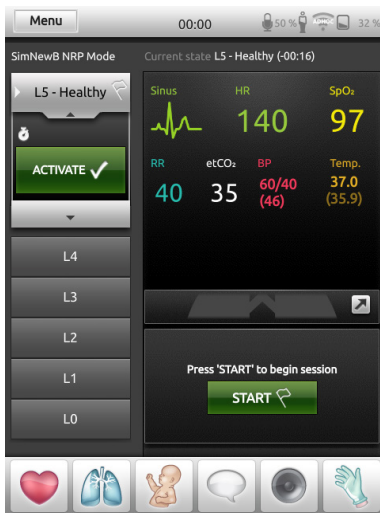 Menu
00:00
50 %
ADHOC
32 %
SimNewB NRP Mode
Current state L5 - Healthy (-00:16)
L5 - Healthy
ACTIVATE
L4
L3
L2
L1
L0
Sinus
HR
SpO₂
140
97
RR
etCO₂
BP
Temp.
40
35
60/40
(46)
37.0
(35.9)
Press 'START' to begin session
START